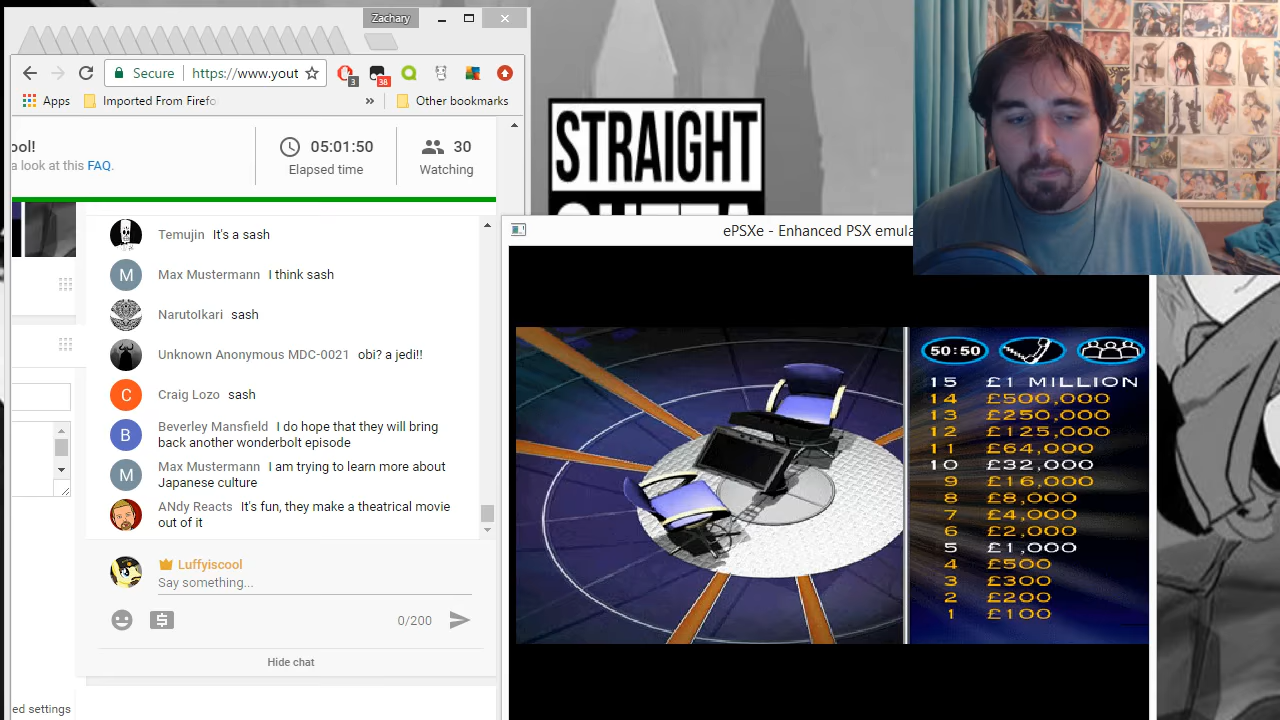 Zachary
Secure
https://www.yout
3
38
Apps
Imported From Firefo
»
Other bookmarks
ool!
a look at this FAQ.
05:01:50
Elapsed time
30
Watching
STRAIGHT
Temujin It's a sash
M
Max Mustermann I think sash
NarutoIkari sash
Unknown Anonymous MDC-0021 obi? a jedi!!
C
Craig Lozo sash
B
Beverley Mansfield I do hope that they will bring
back another wonderbolt episode
M
Max Mustermann I am trying to learn more about
Japanese culture
ANdy Reacts It's fun, they make a theatrical movie
out of it
Luffyiscool
Say something...
0/200
Hide chat
ed settings
ePSXe - Enhanced PSX emula
50:50
15 £1 MILLION
14 £500,000
13 £250,000
12 £125,000
11 £64,000
10 £32,000
9 £16,000
8 £8,000
7 £4,000
6 £2,000
5 £1,000
4 £500
3 £300
2 £200
1 £100